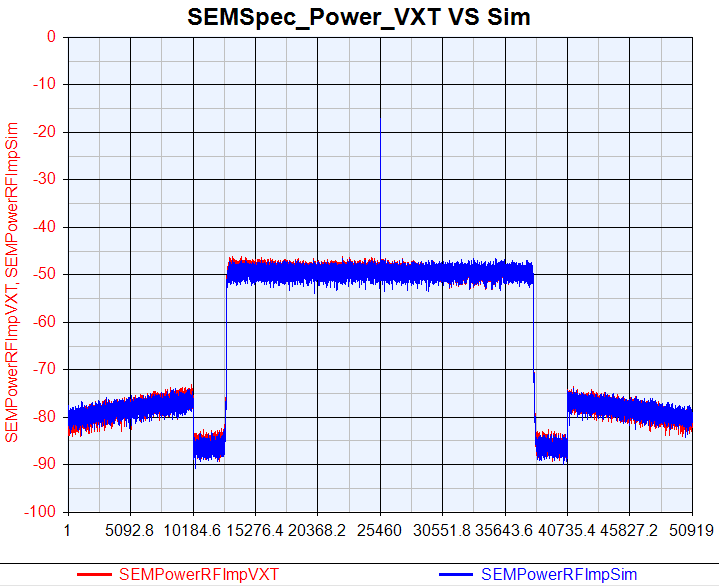 SEMSpec_Power_VXT VS Sim
SEMPowerRFImpVXT, SEMPowerRFImpSim
0
-10
-20
-30
-40
-50
-60
-70
-80
-90
-100
1 5092.8 10184.6 15276.4 20368.2 25460 30551.8 35643.6 40735.4 45827.2 50919
SEMPowerRFImpVXT SEMPowerRFImpSim